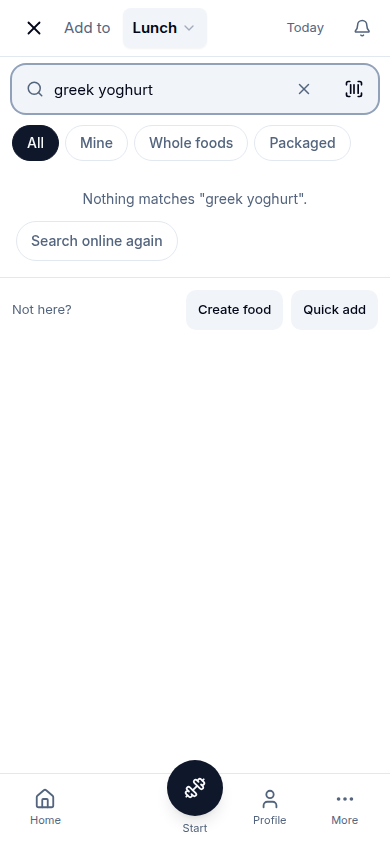 Add to Lunch Today
greek yoghurt
All Mine Whole foods Packaged
Nothing matches "greek yoghurt".
Search online again
Not here? Create food Quick add
Home Start Profile More